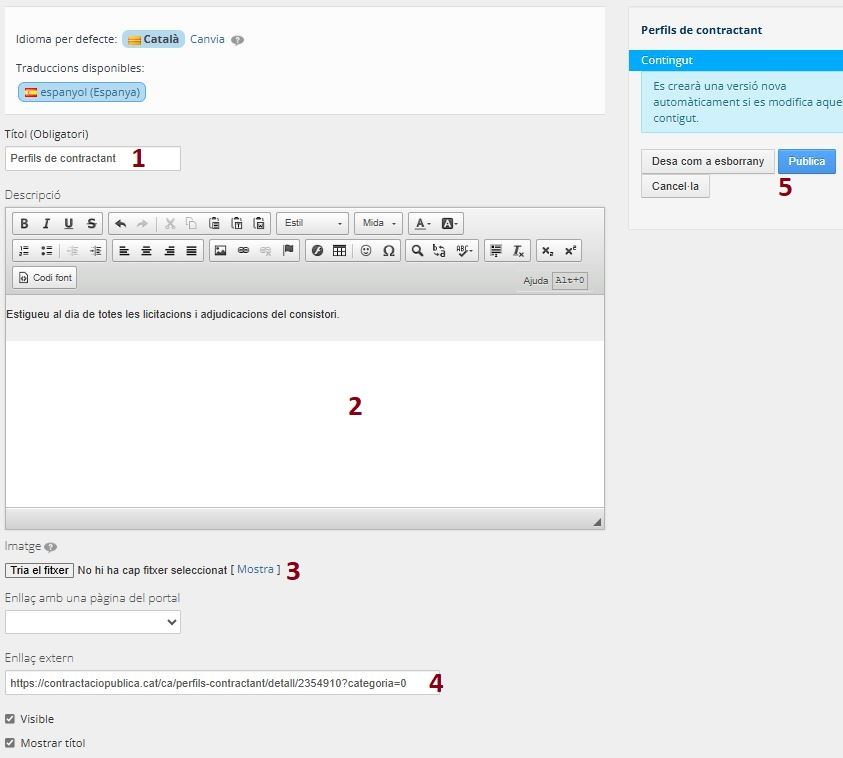 Idioma per defecte: Català Canvia
Traduccions disponibles:
espanyol (Espanya)
Títol (Obligatori)
Perfils de contractant 1
Descripció
B I U S Estil Mida A A
Codi font
Ajuda Alt+0
Estigueu al dia de totes les licitacions i adjudicacions del consistori.
2
Imatge
Tria el fitxer No hi ha cap fitxer seleccionat [ Mostra ] 3
Enllaç amb una pàgina del portal
Enllaç extern
https://contractaciopublica.cat/ca/perfils-contractant/detall/2354910?categoria=0 4
Visible
Mostrar títol
Perfils de contractant
Contingut
Es crearà una versió nova
automàticament si es modifica aque
contigut.
Desa com a esborrany Publica
Cancel·la 5